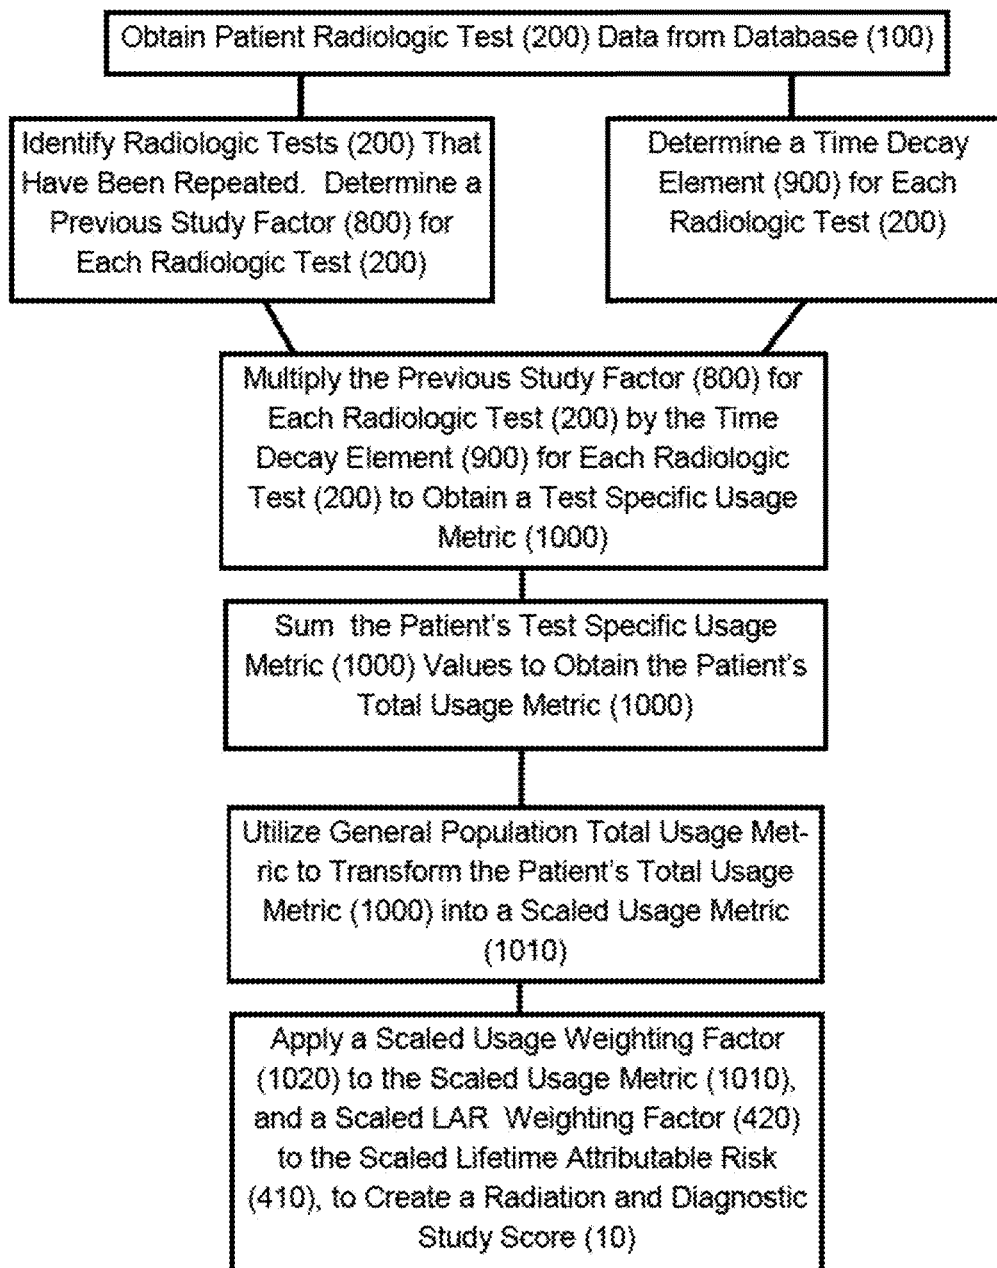 Obtain Patient Radiologic Test (200) Data from Database (100)
Identify Radiologic Tests (200) That
Have Been Repeated. Determine a
Previous Study Factor (800) for
Each Radiologic Test (200)
Determine a Time Decay
Element (900) for Each
Radiologic Test (200)
Multiply the Previous Study Factor (800) for
Each Radiologic Test (200) by the Time
Decay Element (900) for Each Radiologic
Test (200) to Obtain a Test Specific Usage
Metric (1000)
Sum the Patient's Test Specific Usage
Metric (1000) Values to Obtain the Patient's
Total Usage Metric (1000)
Utilize General Population Total Usage Met-
ric to Transform the Patient's Total Usage
Metric (1000) into a Scaled Usage Metric
(1010)
Apply a Scaled Usage Weighting Factor
(1020) to the Scaled Usage Metric (1010),
and a Scaled LAR Weighting Factor (420)
to the Scaled Lifetime Attributable Risk
(410), to Create a Radiation and Diagnostic
Study Score (10)